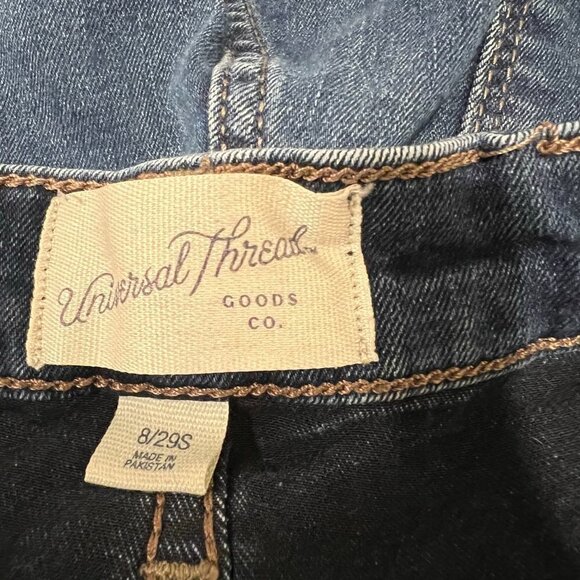 Universal Thread™
GOODS
CO.
8/29S
MADE IN
PAKISTAN